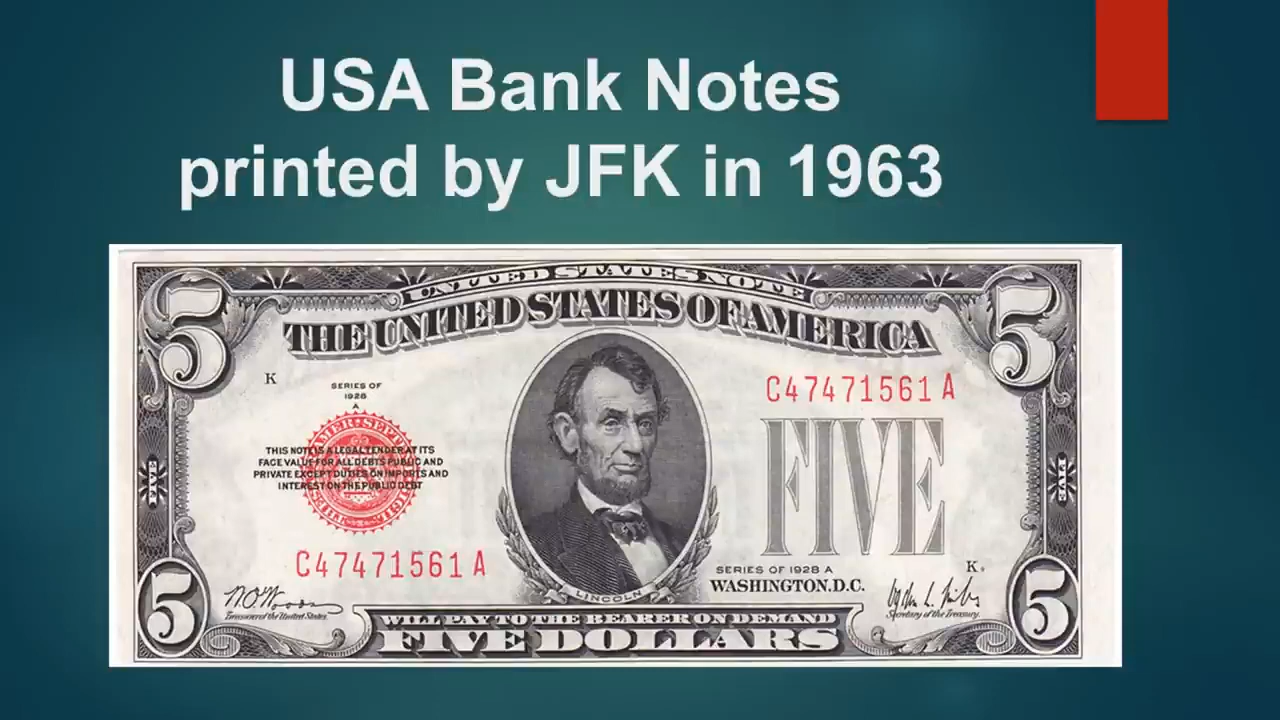 USA Bank Notes
printed by JFK in 1963
5
UNITED STATES NOTE
5
THE UNITED STATES OF AMERICA
K
SERIES OF
1928
A
C47471561 A
THIS NOTE IS A LEGAL TENDER AT ITS
FACE VALUE FOR ALL DEBTS PUBLIC AND
PRIVATE EXCEPT DUTIES ON IMPORTS AND
INTEREST ON THE PUBLIC DEBT
FIVE
FIVE
FIVE
C47471561 A
SERIES OF 1928 A
K
WASHINGTON, D.C.
LINCOLN
Treasurer of the United States.
Secretary of the Treasury.
5
WILL PAY TO THE BEARER ON DEMAND
5
FIVE DOLLARS